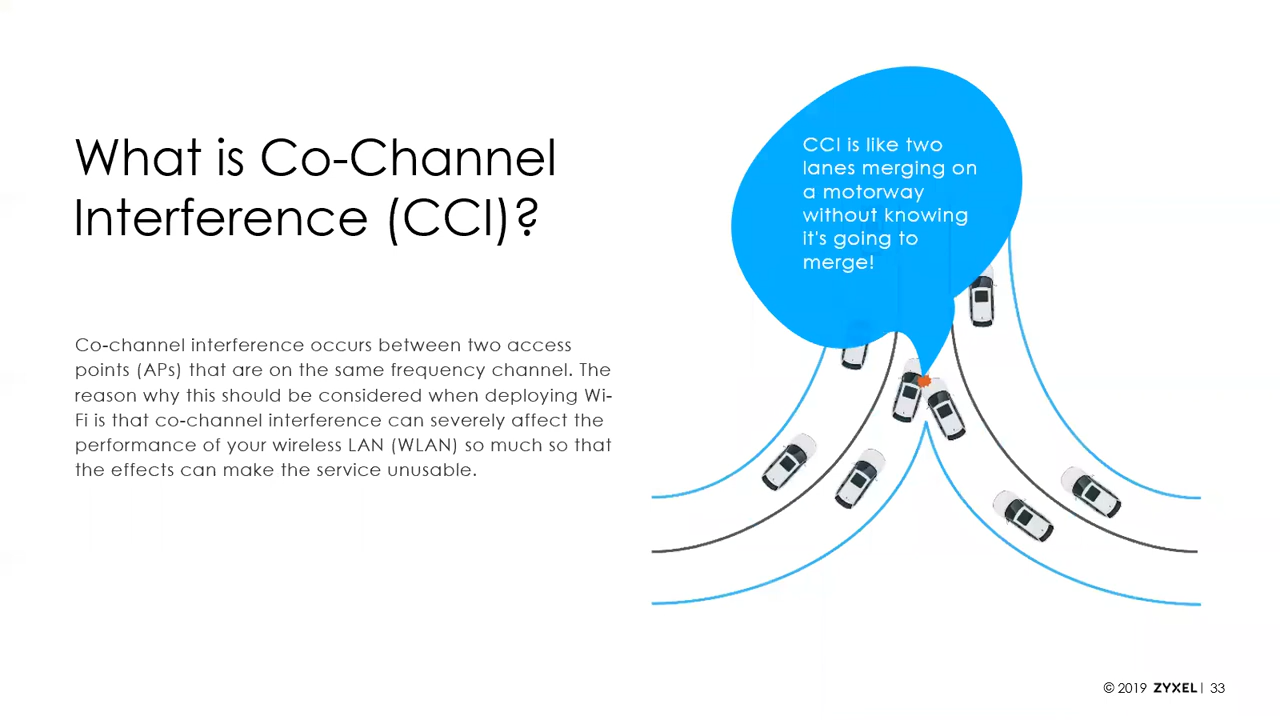 What is Co-Channel
Interference (CCI)?
Co-channel interference occurs between two access
points (APs) that are on the same frequency channel. The
reason why this should be considered when deploying Wi-
Fi is that co-channel interference can severely affect the
performance of your wireless LAN (WLAN) so much so that
the effects can make the service unusable.
CCI is like two
lanes merging on
a motorway
without knowing
it's going to
merge!
© 2019 ZYXEL | 33